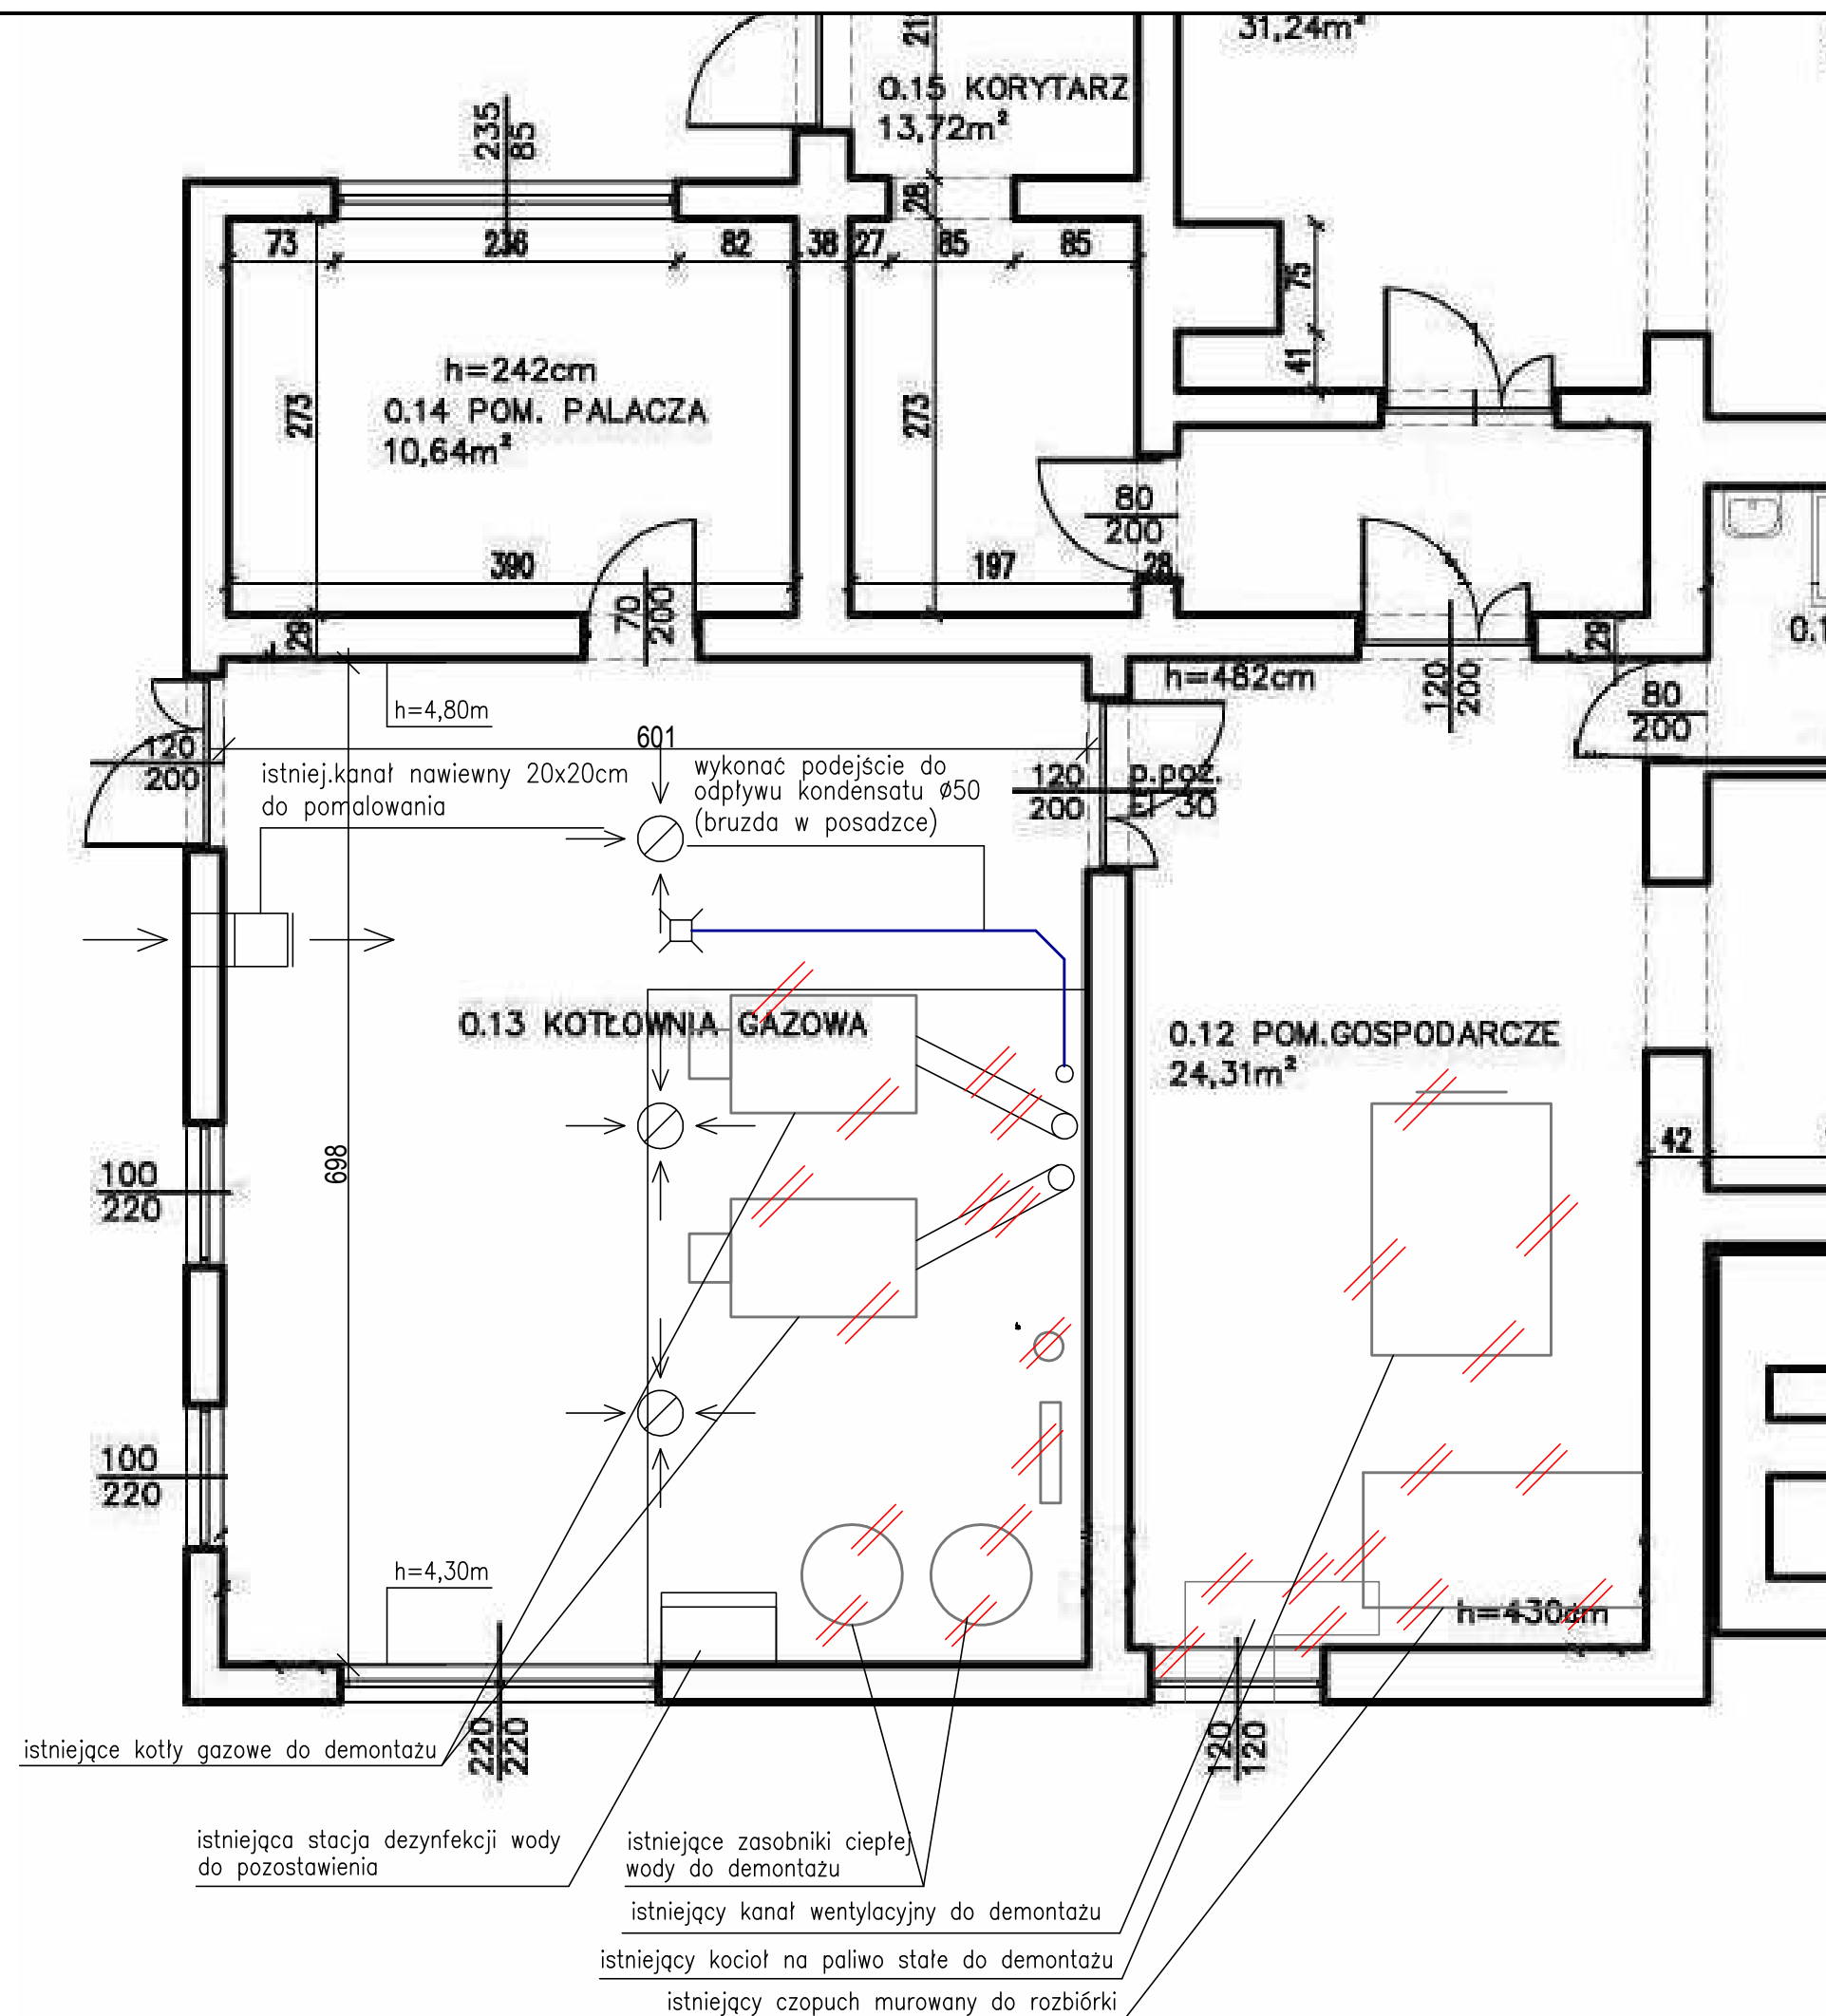 31,24m²
21
0.15 KORYTARZ
13,72m²
235
85
28
73
236
82
38
27
85
85
75
41
h=242cm
0.14 POM. PALACZA
10,64m²
273
273
80
200
390
197
28
70
200
29
29
0.1
h=482cm
120
200
80
200
h=4,80m
601
120
200
istniej.kanał nawiewny 20x20cm
do pomalowania
wykonać podejście do
odpływu kondensatu Ø50
(bruzda w posadzce)
120
200
p.poż.
EI 30
0.13 KOTŁOWNIA GAZOWA
0.12 POM.GOSPODARCZE
24,31m²
698
42
100
220
100
220
h=4,30m
h=430cm
220
220
120
120
istniejące kotły gazowe do demontażu
istniejąca stacja dezynfekcji wody
do pozostawienia
istniejące zasobniki ciepłej
wody do demontażu
istniejący kanał wentylacyjny do demontażu
istniejący kocioł na paliwo stałe do demontażu
istniejący czopuch murowany do rozbiórki